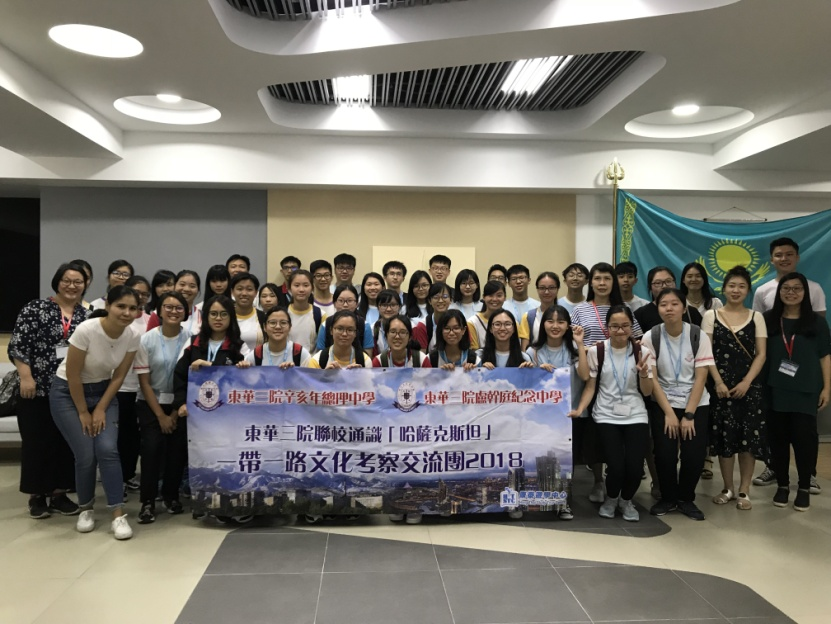 東華三院辛亥年總理中學
東華三院盧幹庭紀念中學
東華三院聯校通識「哈薩克斯坦」
一帶一路文化考察交流團2018